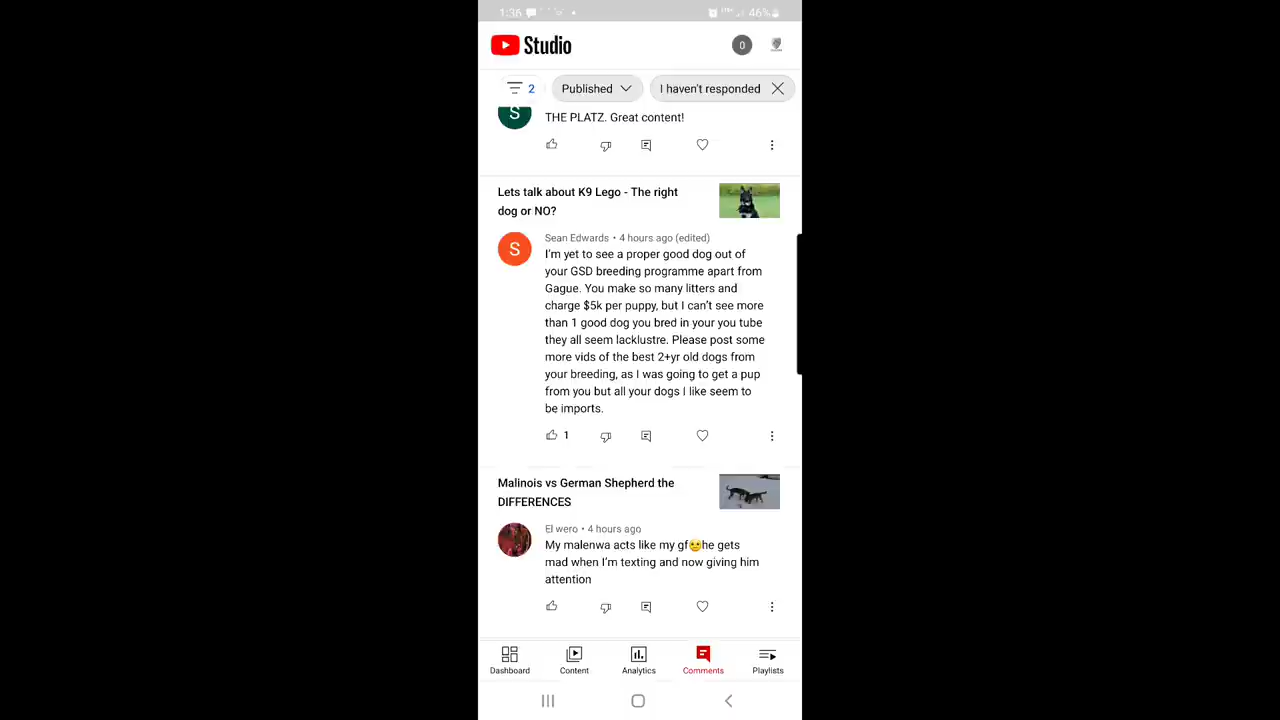 1:36
46%
Studio
0
2
Published
I haven't responded
S
THE PLATZ. Great content!
Lets talk about K9 Lego - The right
dog or NO?
S
Sean Edwards • 4 hours ago (edited)
I'm yet to see a proper good dog out of
your GSD breeding programme apart from
Gague. You make so many litters and
charge $5k per puppy, but I can't see more
than 1 good dog you bred in your you tube
they all seem lacklustre. Please post some
more vids of the best 2+yr old dogs from
your breeding, as I was going to get a pup
from you but all your dogs I like seem to
be imports.
1
Malinois vs German Shepherd the
DIFFERENCES
El wero • 4 hours ago
My malenwa acts like my gf😉he gets
mad when I'm texting and now giving him
attention
Dashboard
Content
Analytics
Comments
Playlists